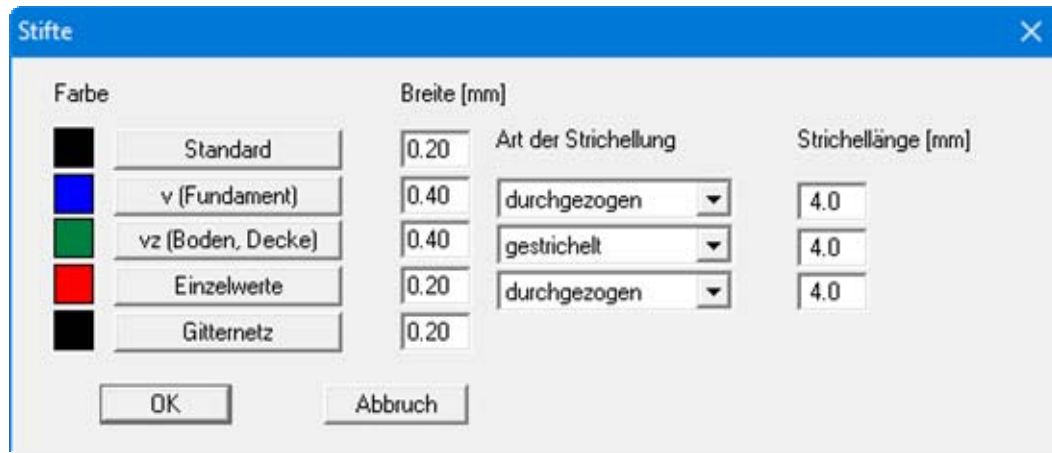 Stifte
Farbe Breite [mm]
Standard 0.20 Art der Strichellung Strichellänge [mm]
v (Fundament) 0.40 durchgezogen 4.0
vz (Boden, Decke) 0.40 gestrichelt 4.0
Einzelwerte 0.20 durchgezogen 4.0
Gitternetz 0.20
OK Abbruch